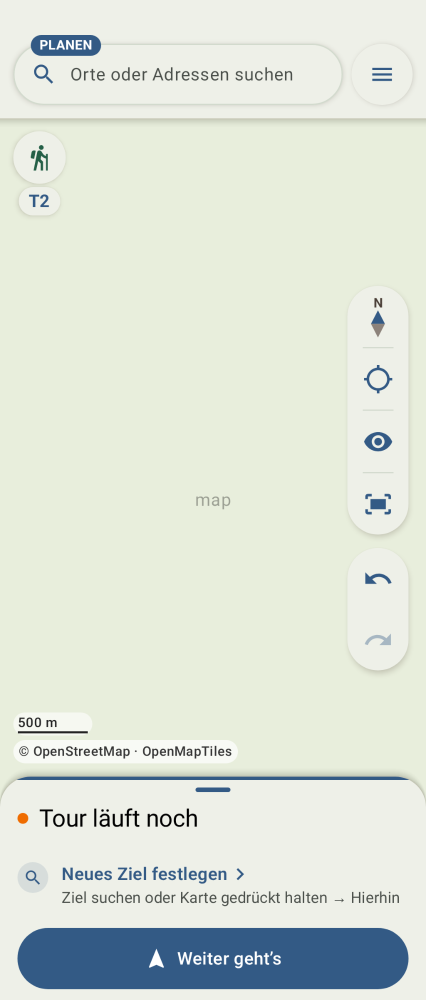 PLANEN
Orte oder Adressen suchen
T2
N
map
500 m
© OpenStreetMap · OpenMapTiles
Tour läuft noch
Neues Ziel festlegen
Ziel suchen oder Karte gedrückt halten → Hierhin
Weiter geht’s